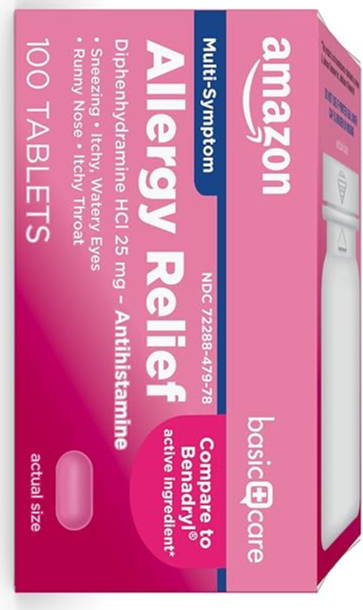 amazon
basic care
Multi-Symptom
NDC 72288-479-78
Allergy Relief
Diphenhydramine HCl 25 mg – Antihistamine
• Sneezing • Itchy, Watery Eyes
• Runny Nose • Itchy Throat
Compare to
Benadryl®
active ingredient*
100 TABLETS
actual size